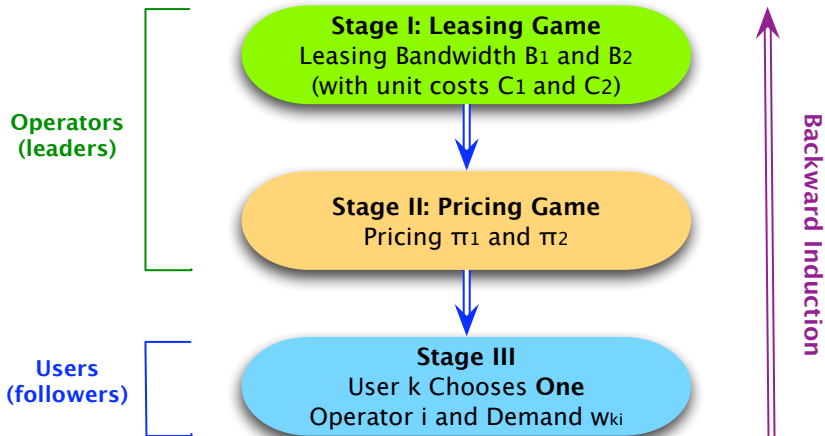 Stage I: Leasing Game
Leasing Bandwidth B1 and B2
(with unit costs C1 and C2)
Operators
(leaders)
Stage II: Pricing Game
Pricing π1 and π2
Backward Induction
Users
(followers)
Stage III
User k Chooses One
Operator i and Demand wki